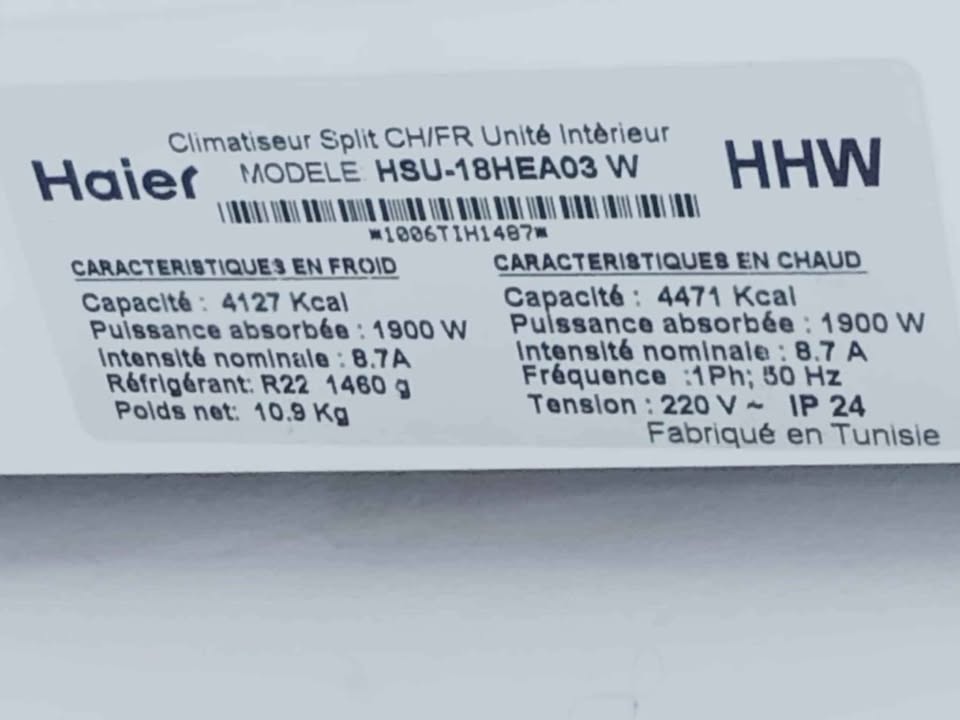 Climatiseur Split CH/FR Unité Intèrieur
Haier MODELE HSU-18HEA03 W HHW
*1006TIH1487*
CARACTERISTIQUES EN FROID
Capacité : 4127 Kcal
Puissance absorbée : 1900 W
Intensité nominale : 8.7A
Réfrigérant: R22 1460 g
Poids net: 10.9 Kg
CARACTERISTIQUES EN CHAUD
Capacité : 4471 Kcal
Puissance absorbée : 1900 W
Intensité nominale : 8.7 A
Fréquence :1Ph; 50 Hz
Tension : 220 V ~ IP 24
Fabriqué en Tunisie